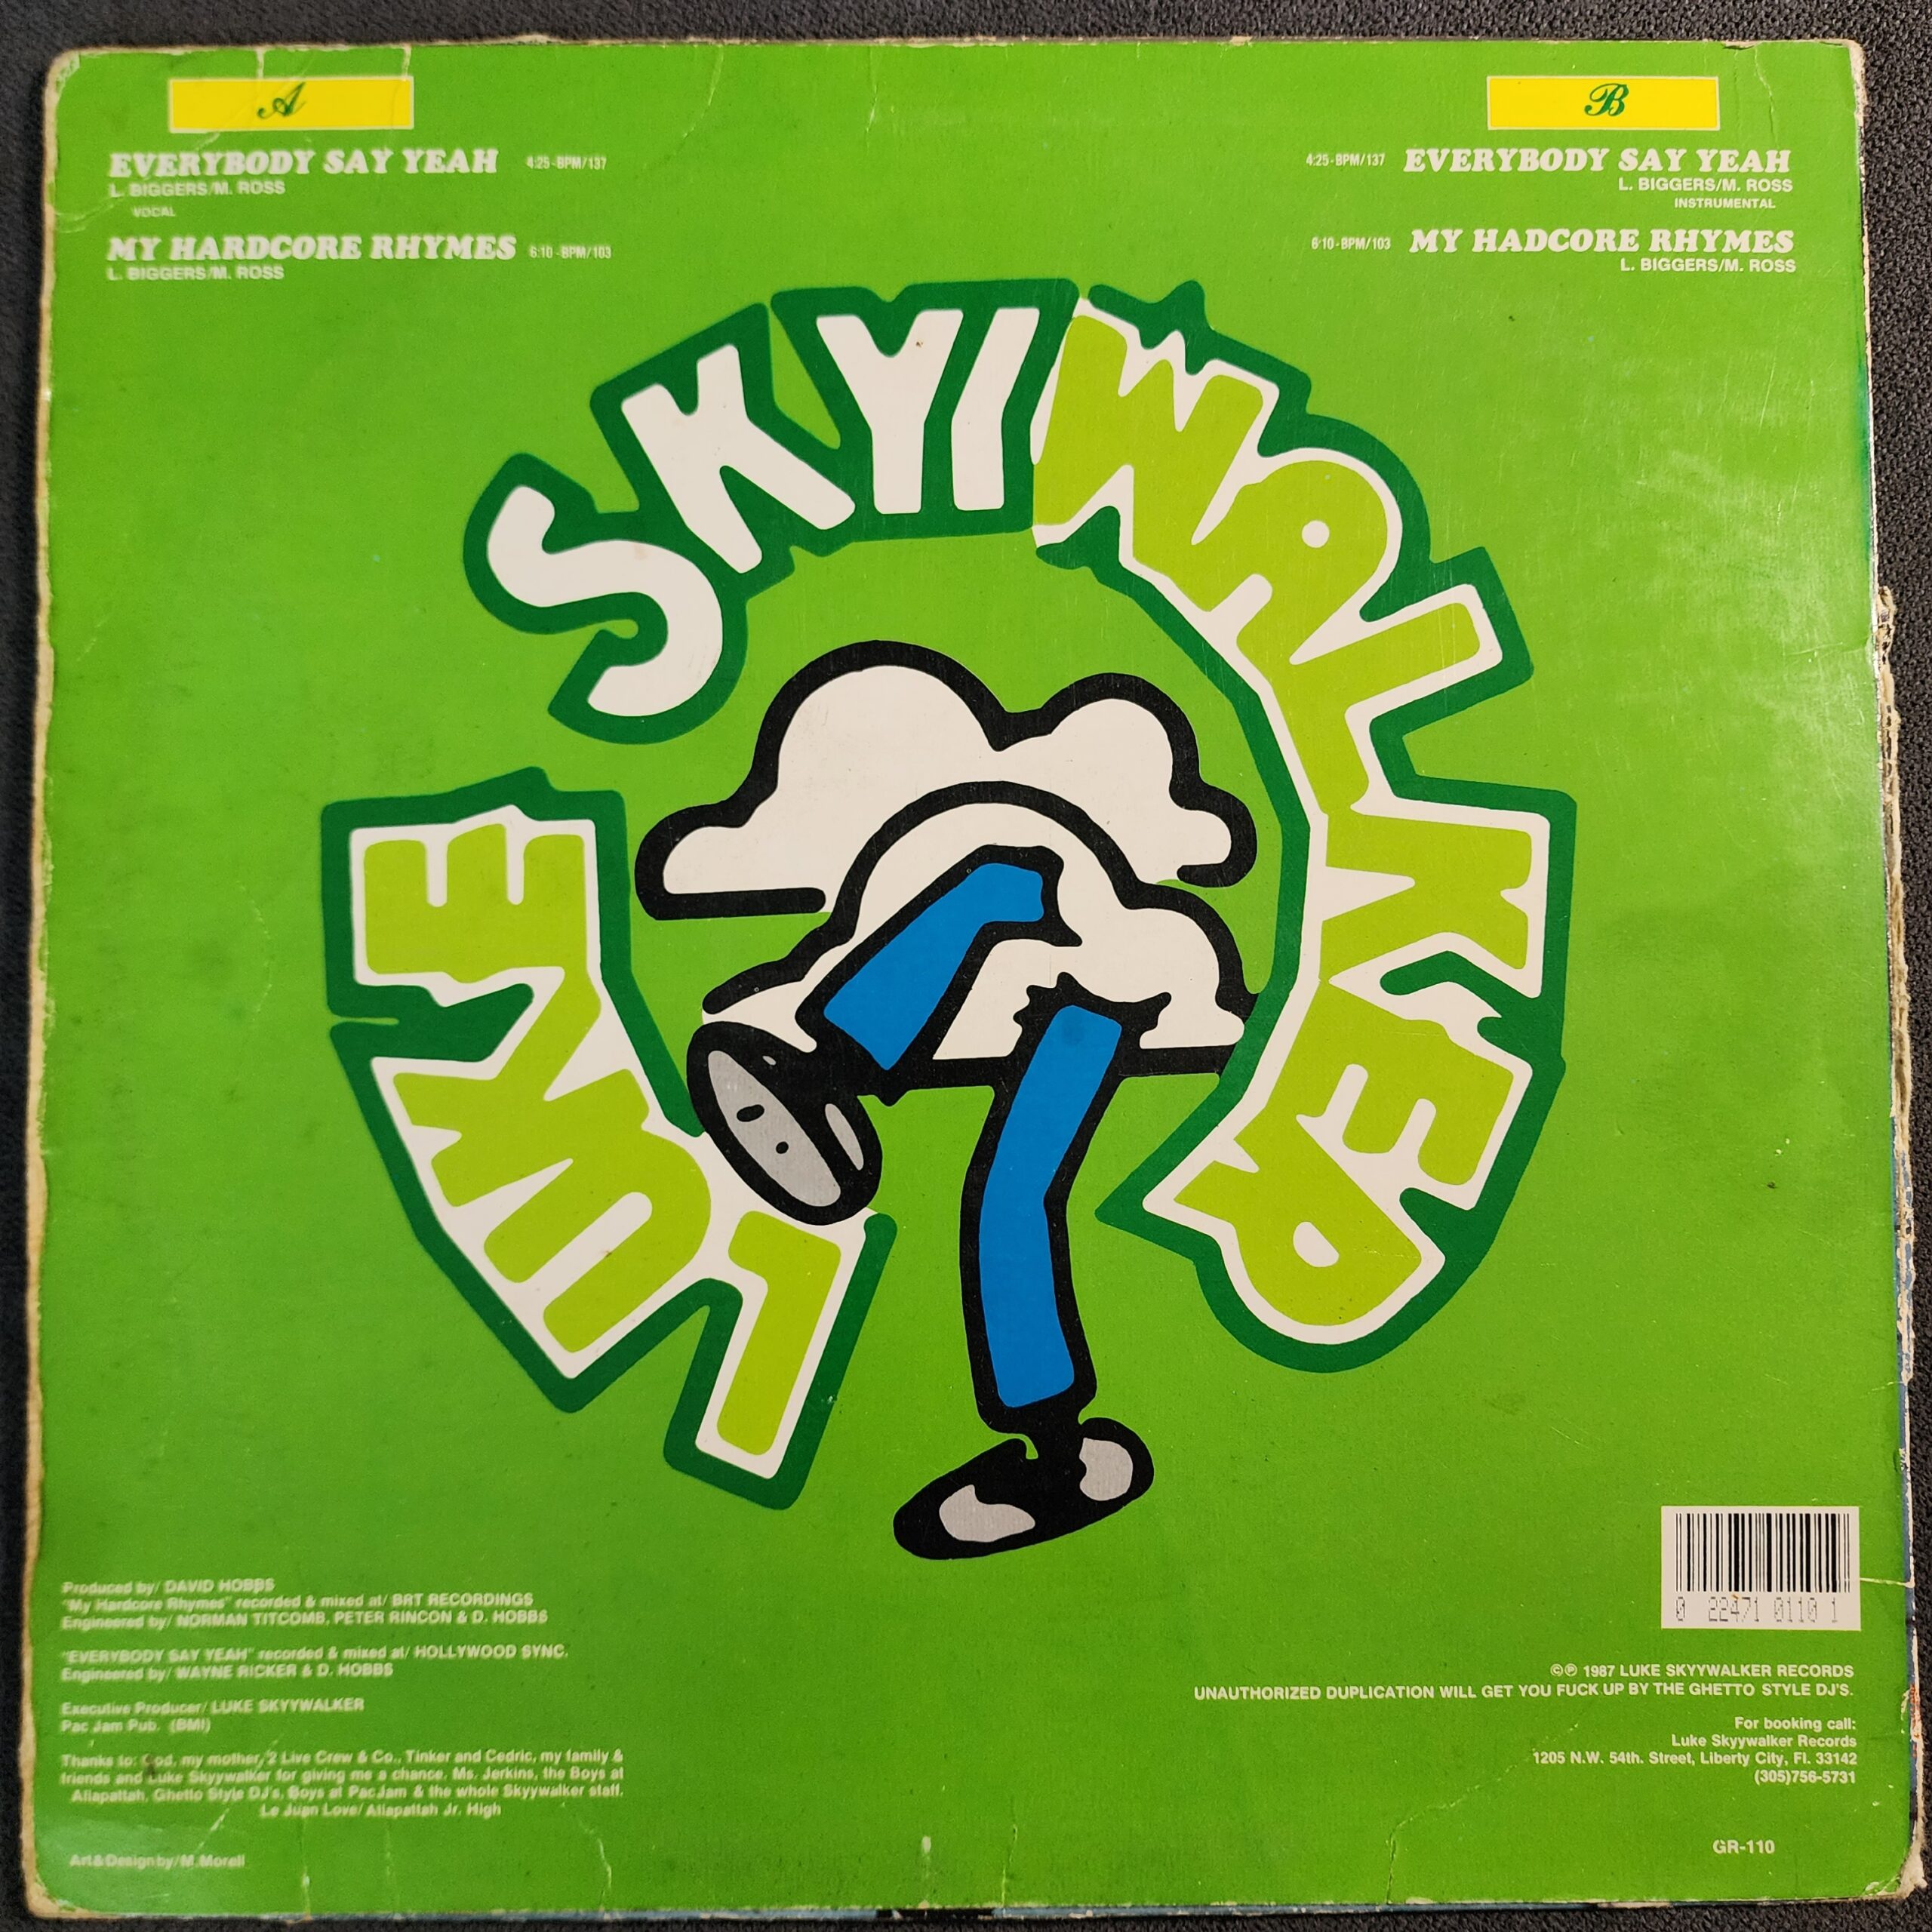 A
EVERYBODY SAY YEAH 4:25-BPM/137
L. BIGGERS/M. ROSS
VOCAL
MY HARDCORE RHYMES 6:10-BPM/103
L. BIGGERS/M. ROSS
B
4:25-BPM/137 EVERYBODY SAY YEAH
L. BIGGERS/M. ROSS
INSTRUMENTAL
6:10-BPM/103 MY HADCORE RHYMES
L. BIGGERS/M. ROSS
LUKE SKYYWALKER
Produced by/ DAVID HOBBS
"My Hardcore Rhymes" recorded & mixed at/ BRT RECORDINGS
Engineered by/ NORMAN TITCOMB, PETER RINCON & D. HOBBS
"EVERYBODY SAY YEAH" recorded & mixed at/ HOLLYWOOD SYNC.
Engineered by/ WAYNE RICKER & D. HOBBS
Executive Producer/ LUKE SKYYWALKER
Pac Jam Pub. (BMI)
Thanks to: God, my mother, 2 Live Crew & Co., Tinker and Cedric, my family &
friends and Luke Skyywalker for giving me a chance. Ms. Jerkins, the Boys at
Allapattah, Ghetto Style DJ's, Boys at PacJam & the whole Skyywalker staff.
Le Juan Love/ Allapattah Jr. High
Art & Design by/ M. Morell
0 22471 0110 1
©℗ 1987 LUKE SKYYWALKER RECORDS
UNAUTHORIZED DUPLICATION WILL GET YOU FUCK UP BY THE GHETTO STYLE DJ'S.
For booking call:
Luke Skyywalker Records
1205 N.W. 54th. Street, Liberty City, Fl. 33142
(305)756-5731
GR-110